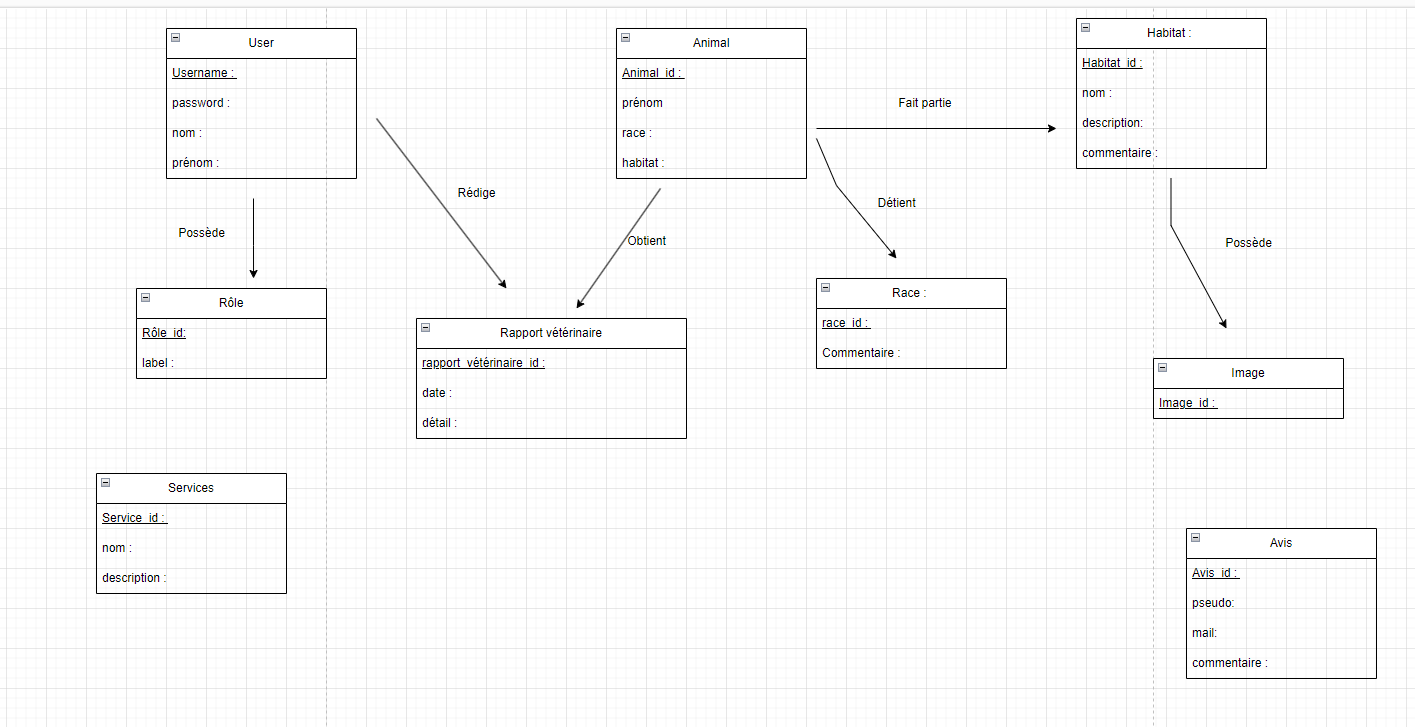 User
Username :
password :
nom :
prénom :
Animal
Animal_id :
prénom
race :
habitat :
Habitat :
Habitat_id :
nom :
description:
commentaire :
Fait partie
Rédige
Détient
Possède
Obtient
Possède
Rôle
Rôle_id:
label :
Rapport vétérinaire
rapport_vétérinaire_id :
date :
détail :
Race :
race_id :
Commentaire :
Image
Image_id :
Services
Service_id :
nom :
description :
Avis
Avis_id :
pseudo:
mail:
commentaire :